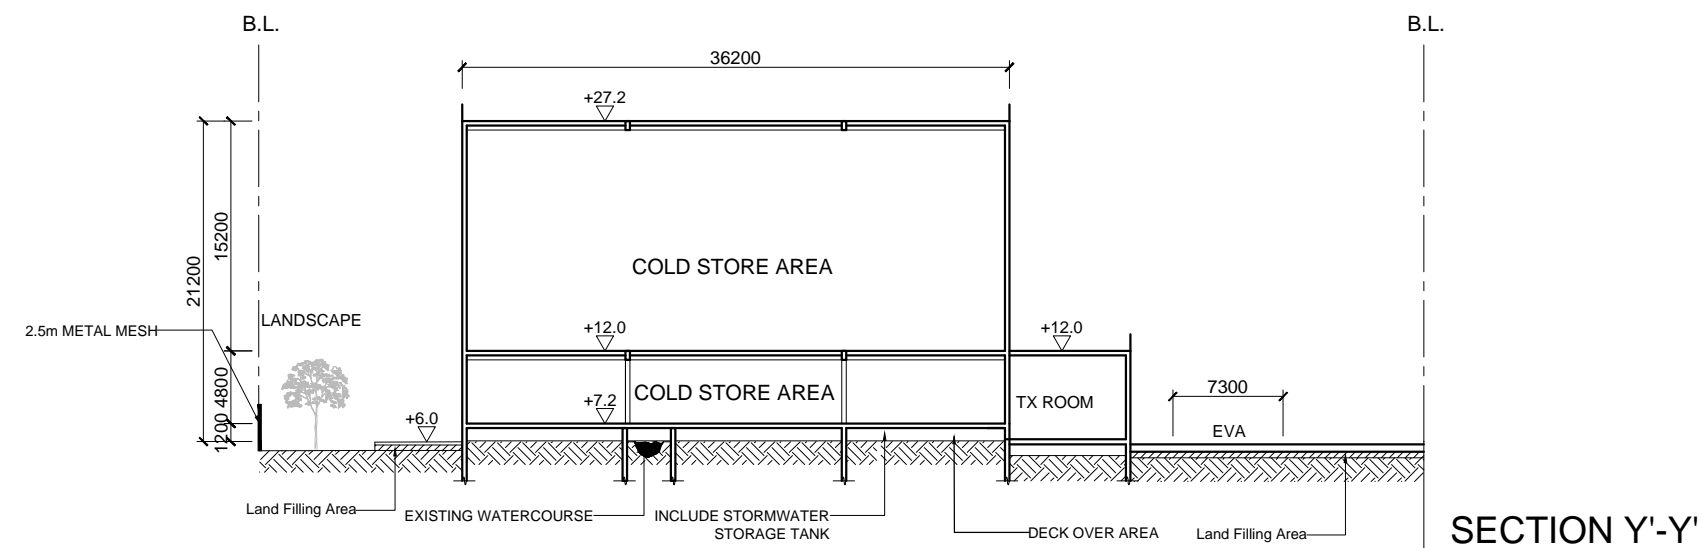 B.L.
B.L.
36200
+27.2
15200
21200
COLD STORE AREA
LANDSCAPE
2.5m METAL MESH
+12.0
+12.0
4800
COLD STORE AREA
TX ROOM
7300
+7.2
+6.0
1200
EVA
Land Filling Area
EXISTING WATERCOURSE
INCLUDE STORMWATER
STORAGE TANK
DECK OVER AREA
Land Filling Area
SECTION Y'-Y'